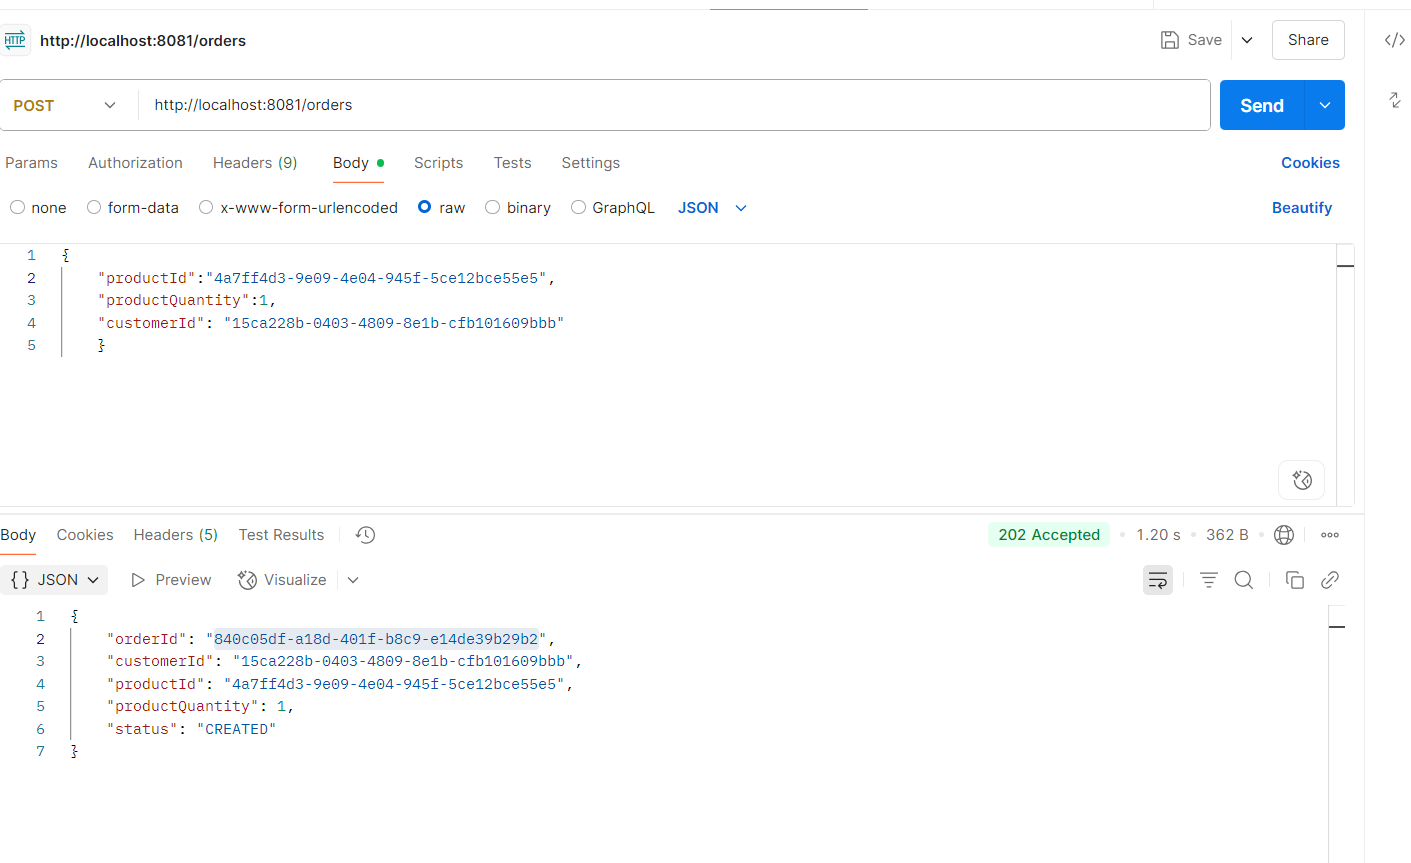 HTTP http://localhost:8081/orders Save Share </>
POST http://localhost:8081/orders Send
Params Authorization Headers (9) Body Scripts Tests Settings Cookies
none form-data x-www-form-urlencoded raw binary GraphQL JSON Beautify
1 {
2 "productId":"4a7ff4d3-9e09-4e04-945f-5ce12bce55e5",
3 "productQuantity":1,
4 "customerId": "15ca228b-0403-4809-8e1b-cfb101609bbb"
5 }
Body Cookies Headers (5) Test Results 202 Accepted • 1.20 s • 362 B •
{} JSON Preview Visualize
1 {
2 "orderId": "840c05df-a18d-401f-b8c9-e14de39b29b2",
3 "customerId": "15ca228b-0403-4809-8e1b-cfb101609bbb",
4 "productId": "4a7ff4d3-9e09-4e04-945f-5ce12bce55e5",
5 "productQuantity": 1,
6 "status": "CREATED"
7 }